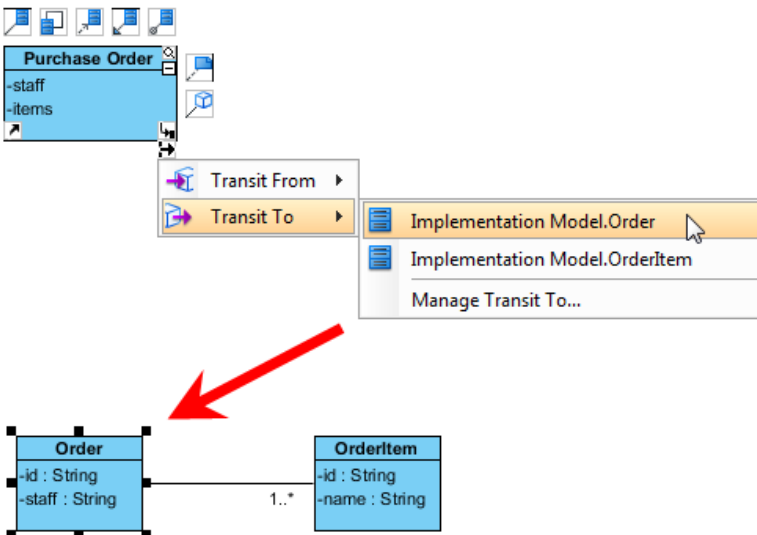 Purchase Order
-staff
-items
Transit From
Transit To
Implementation Model.Order
Implementation Model.OrderItem
Manage Transit To...
Order
-id : String
-staff : String
1..*
OrderItem
-id : String
-name : String